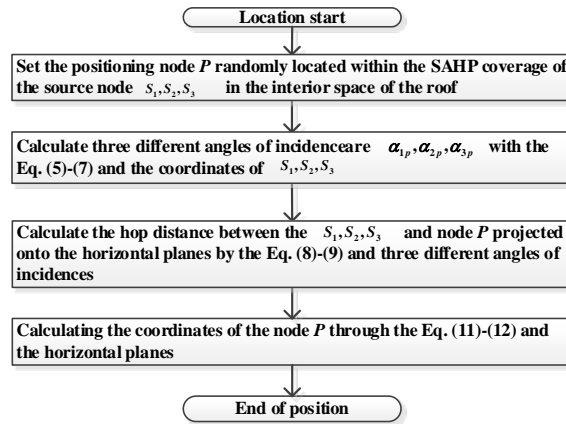 Location start
Set the positioning node P randomly located within the SAHP coverage of
the source node S₁,S₂,S₃ in the interior space of the roof
Calculate three different angles of incidenceare α₁ₚ,α₂ₚ,α₃ₚ with the
Eq. (5)-(7) and the coordinates of S₁,S₂,S₃
Calculate the hop distance between the S₁,S₂,S₃ and node P projected
onto the horizontal planes by the Eq. (8)-(9) and three different angles of
incidences
Calculating the coordinates of the node P through the Eq. (11)-(12) and
the horizontal planes
End of position